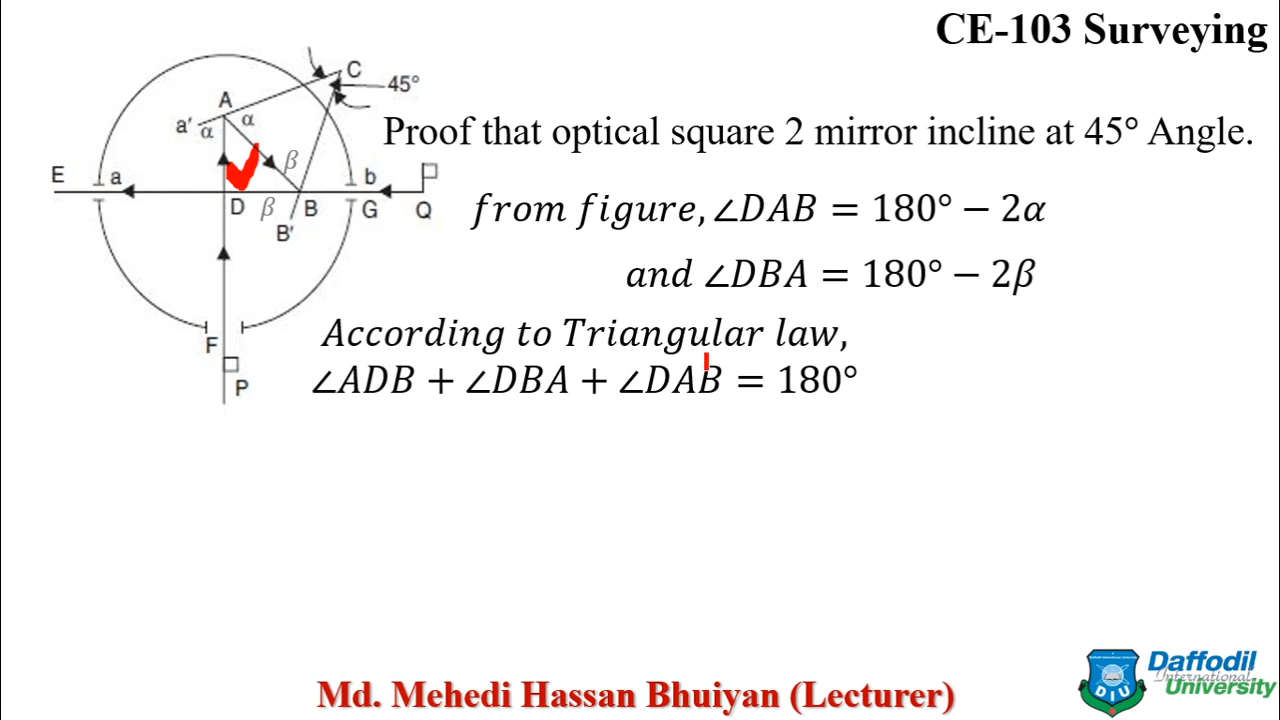 CE-103 Surveying
C
45°
A
a' α α
Proof that optical square 2 mirror incline at 45° Angle.
β
E a b
D β B G Q
B'
from figure, ∠DAB = 180° − 2α
and ∠DBA = 180° − 2β
According to Triangular law,
F
∠ADB + ∠DBA + ∠DAB = 180°
P
Md. Mehedi Hassan Bhuiyan (Lecturer)
DIU
Daffodil
International
University